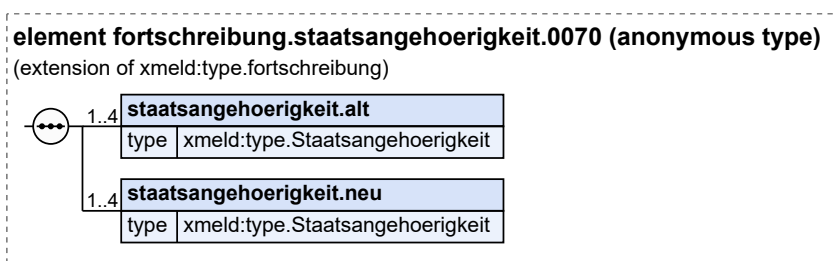 element fortschreibung.staatsangehoerigkeit.0070 (anonymous type)
(extension of xmeld:type.fortschreibung)
1..4 staatsangehoerigkeit.alt
type xmeld:type.Staatsangehoerigkeit
1..4 staatsangehoerigkeit.neu
type xmeld:type.Staatsangehoerigkeit